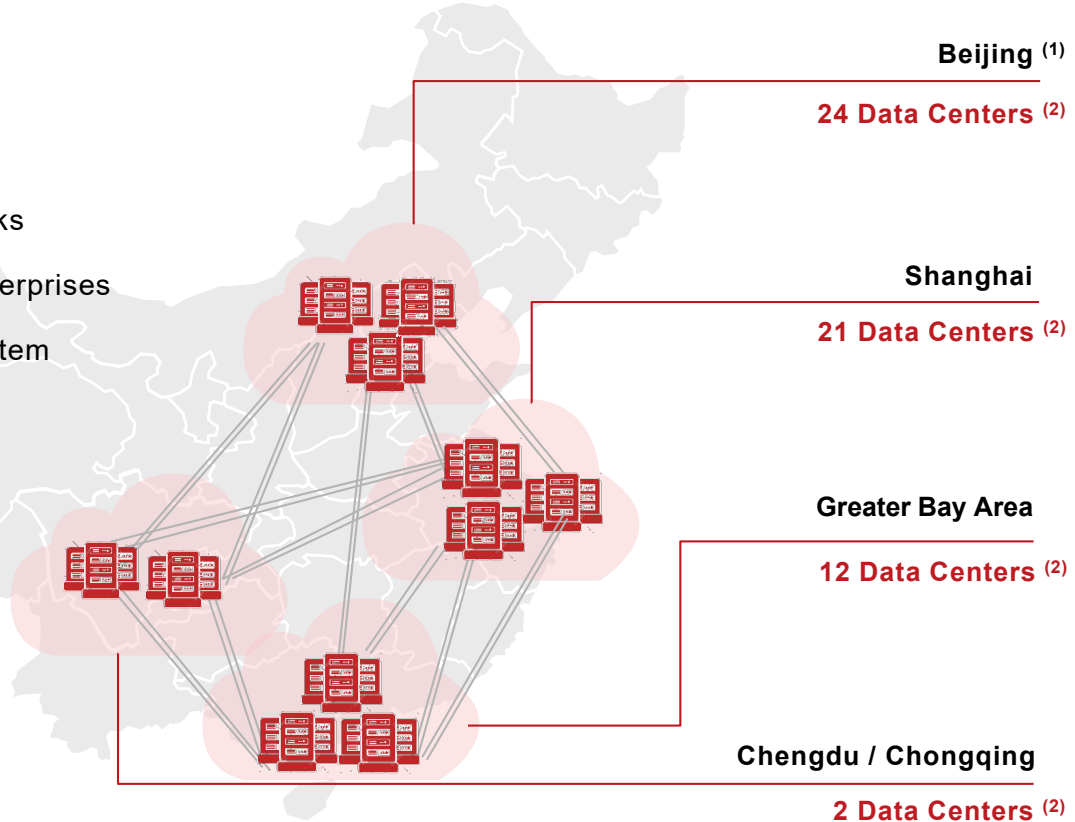 Beijing (1)
24 Data Centers (2)
ks
erprises
Shanghai
21 Data Centers (2)
tem
Greater Bay Area
12 Data Centers (2)
Chengdu / Chongqing
2 Data Centers (2)